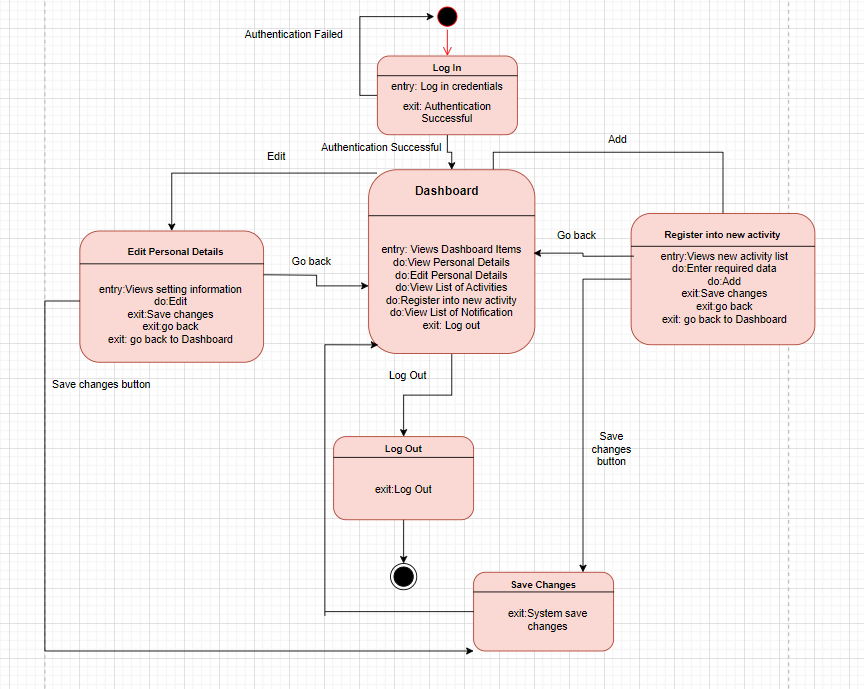 Authentication Failed
Log In
entry: Log in credentials
exit: Authentication
Successful
Authentication Successful
Add
Edit
Dashboard
entry: Views Dashboard Items
do:View Personal Details
do:Edit Personal Details
do:View List of Activities
do:Register into new activity
do:View List of Notification
exit: Log out
Edit Personal Details
entry:Views setting information
do:Edit
exit:Save changes
exit:go back
exit: go back to Dashboard
Go back
Go back
Register into new activity
entry:Views new activity list
do:Enter required data
do:Add
exit:Save changes
exit:go back
exit: go back to Dashboard
Save changes button
Log Out
Log Out
exit:Log Out
Save
changes
button
Save Changes
exit:System save
changes